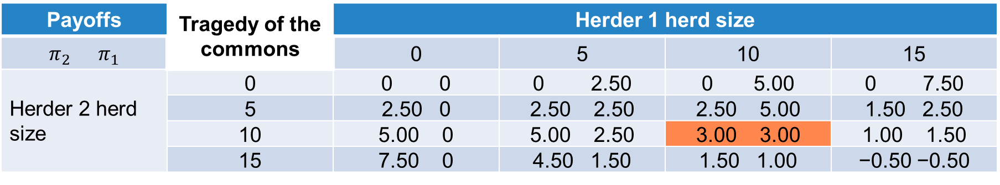 Payoffs Tragedy of the commons Herder 1 herd size
π₂ π₁ 0 5 10 15
Herder 2 herd size
0 0 0 0 2.50 0 5.00 0 7.50
5 2.50 0 2.50 2.50 2.50 5.00 1.50 2.50
10 5.00 0 5.00 2.50 3.00 3.00 1.00 1.50
15 7.50 0 4.50 1.50 1.50 1.00 −0.50 −0.50